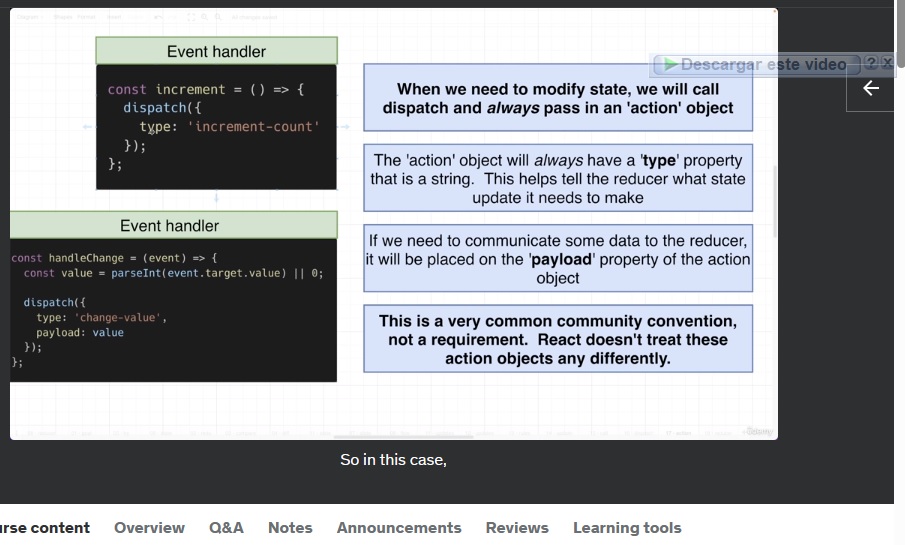 Event handler
const increment = () => {
dispatch({
type: 'increment-count'
});
};
Event handler
const handleChange = (event) => {
const value = parseInt(event.target.value) || 0;
dispatch({
type: 'change-value',
payload: value
});
};
Descargar este video ? X
When we need to modify state, we will call
dispatch and always pass in an 'action' object
The 'action' object will always have a 'type' property
that is a string. This helps tell the reducer what state
update it needs to make
If we need to communicate some data to the reducer,
it will be placed on the 'payload' property of the action
object
This is a very common community convention,
not a requirement. React doesn't treat these
action objects any differently.
Udemy
So in this case,
urse content Overview Q&A Notes Announcements Reviews Learning tools